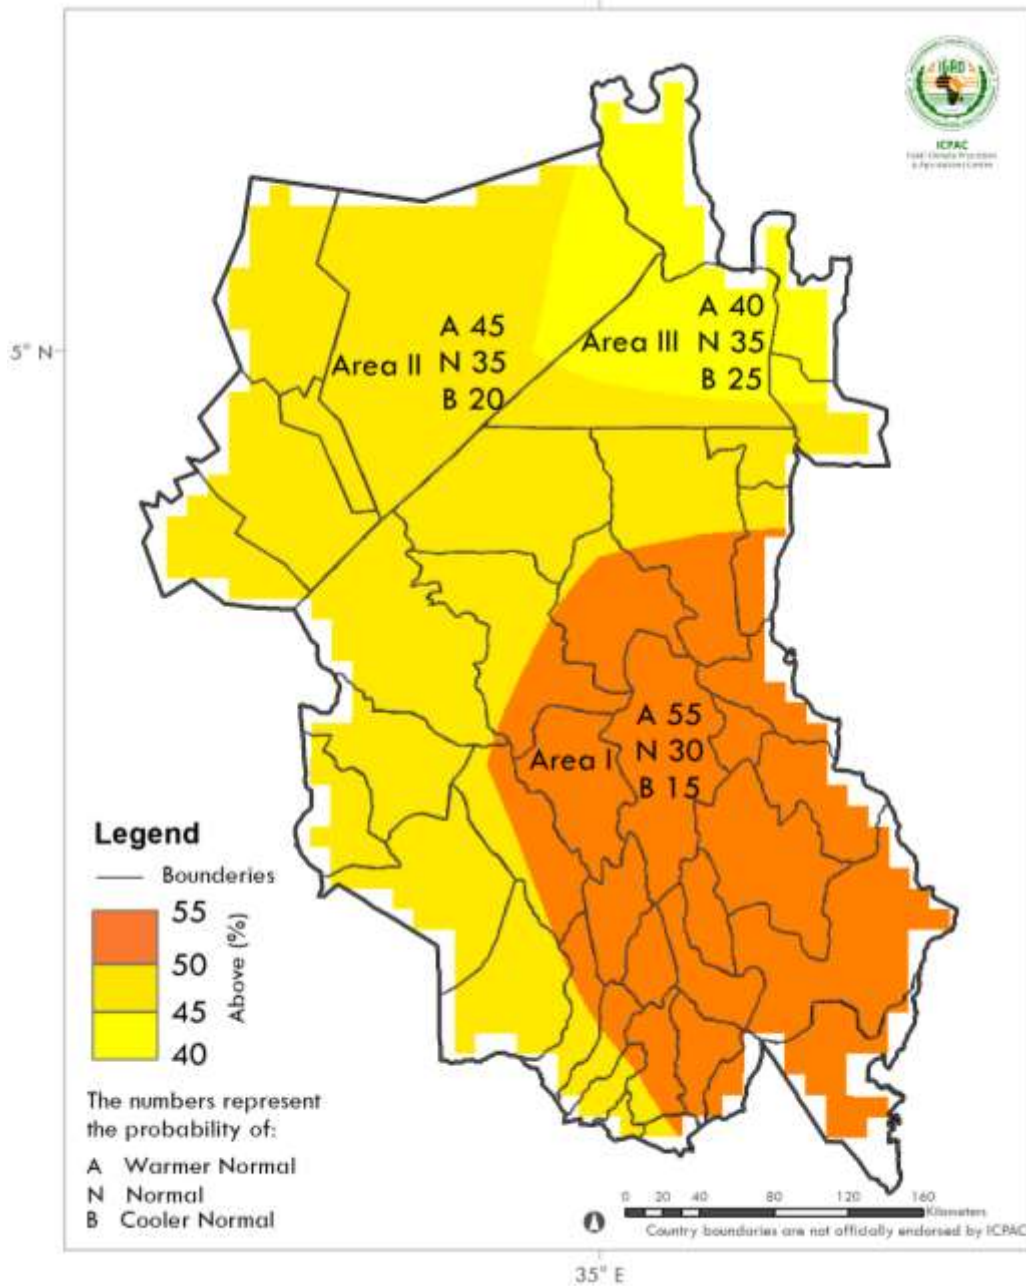 IGAD
ICPAC
5° N
Area II
A 45
N 35
B 20
Area III
A 40
N 35
B 25
Area I
A 55
N 30
B 15
Legend
Bounderies
55
50
45
40
Above (%)
The numbers represent
the probability of:
A Warmer Normal
N Normal
B Cooler Normal
0 20 40 80 120 160
Kilometers
Country boundaries are not officially endorsed by ICPAC
35° E